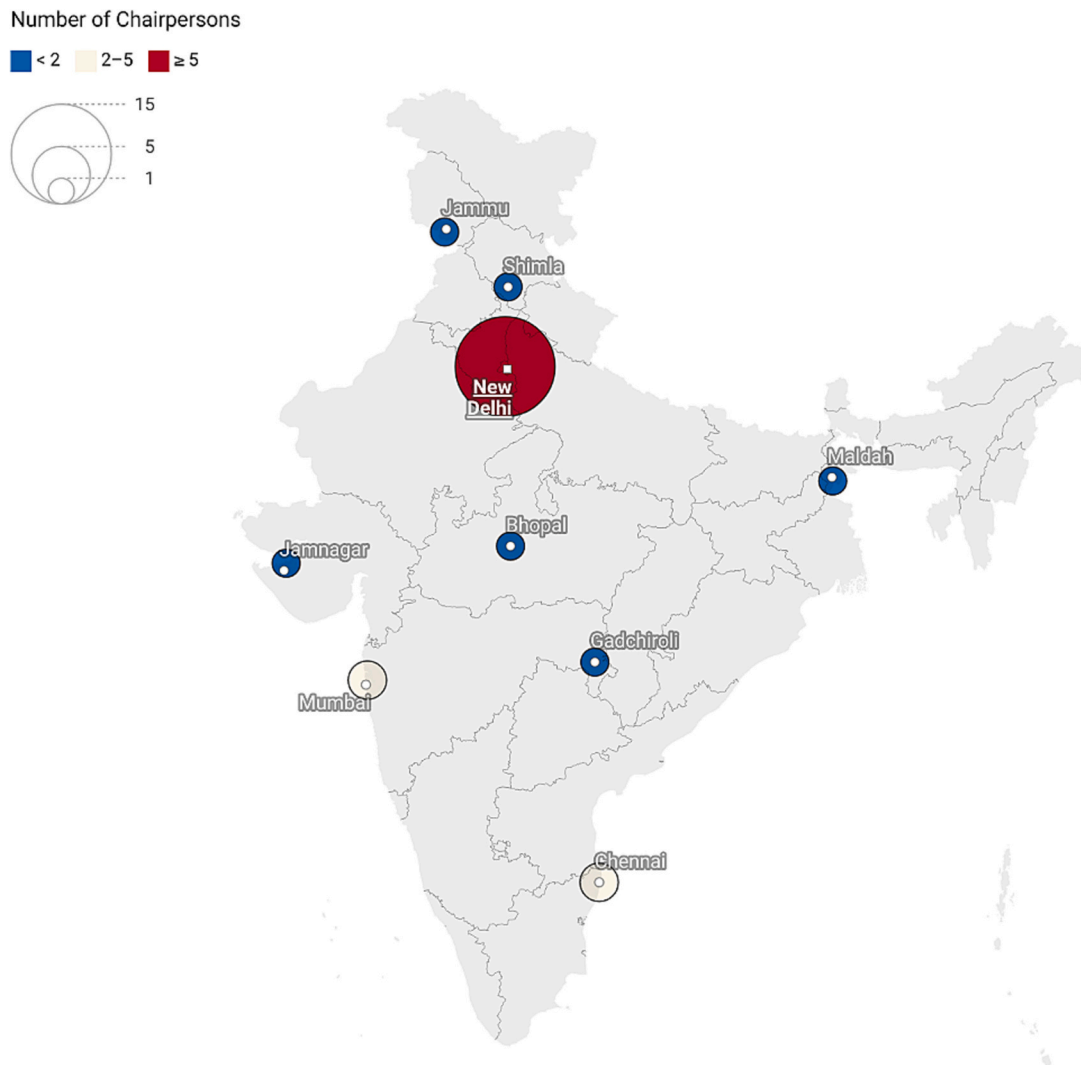 Number of Chairpersons
< 2 2–5 ≥ 5
15
5
1
Jammu
Shimla
New
Delhi
Maldah
Bhopal
Jamnagar
Gadchiroli
Mumbai
Chennai